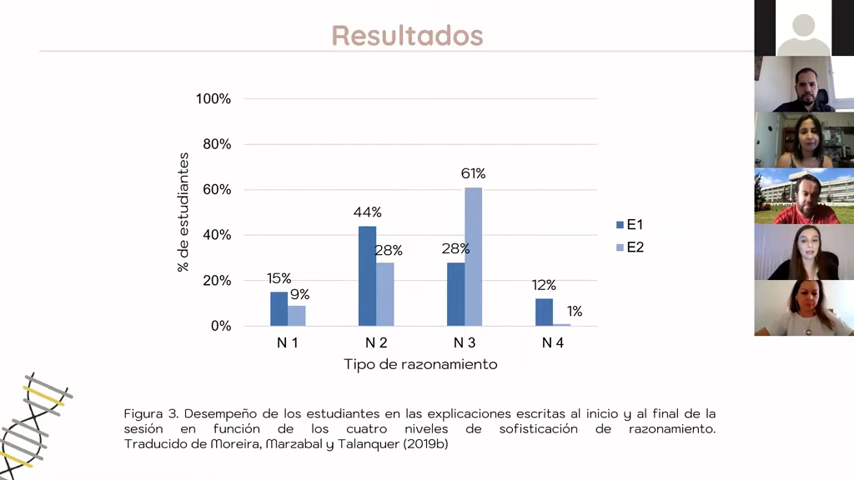 Resultados
100%
80%
60%
40%
20%
0%
% de estudiantes
15%
9%
44%
28%
28%
61%
12%
1%
N 1
N 2
N 3
N 4
Tipo de razonamiento
E1
E2
Figura 3. Desempeño de los estudiantes en las explicaciones escritas al inicio y al final de la
sesión en función de los cuatro niveles de sofisticación de razonamiento.
Traducido de Moreira, Marzabal y Talanquer (2019b)